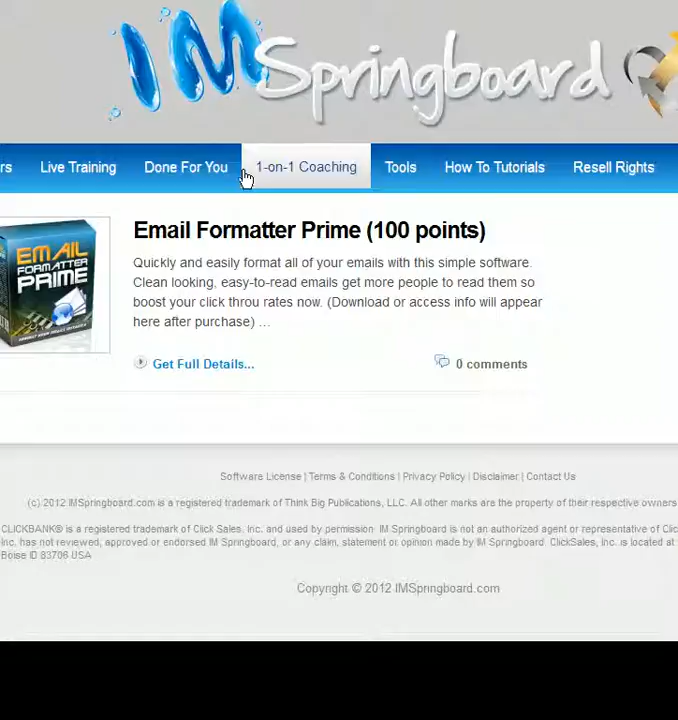 IMSpringboard
rs Live Training Done For You 1-on-1 Coaching Tools How To Tutorials Resell Rights
EMAIL
FORMATTER
PRIME
Email Formatter Prime (100 points)
Quickly and easily format all of your emails with this simple software.
Clean looking, easy-to-read emails get more people to read them so
boost your click throu rates now. (Download or access info will appear
here after purchase) …
Get Full Details...
0 comments
Software License | Terms & Conditions | Privacy Policy | Disclaimer | Contact Us
(c) 2012 IMSpringboard.com is a registered trademark of Think Big Publications, LLC. All other marks are the property of their respective owners
CLICKBANK® is a registered trademark of Click Sales, Inc. and used by permission. IM Springboard is not an authorized agent or representative of Clic
Inc. has not reviewed, approved or endorsed IM Springboard, or any claim, statement or opinion made by IM Springboard. ClickSales, Inc. is located at
Boise ID 83706 USA
Copyright © 2012 IMSpringboard.com